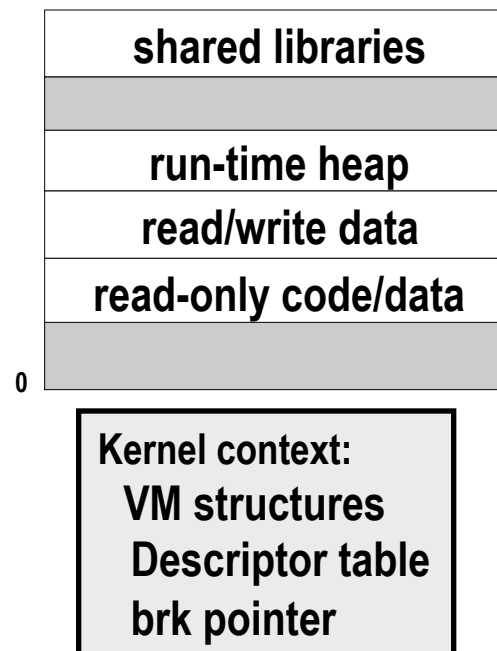 shared libraries
run-time heap
read/write data
read-only code/data
0
Kernel context:
VM structures
Descriptor table
brk pointer